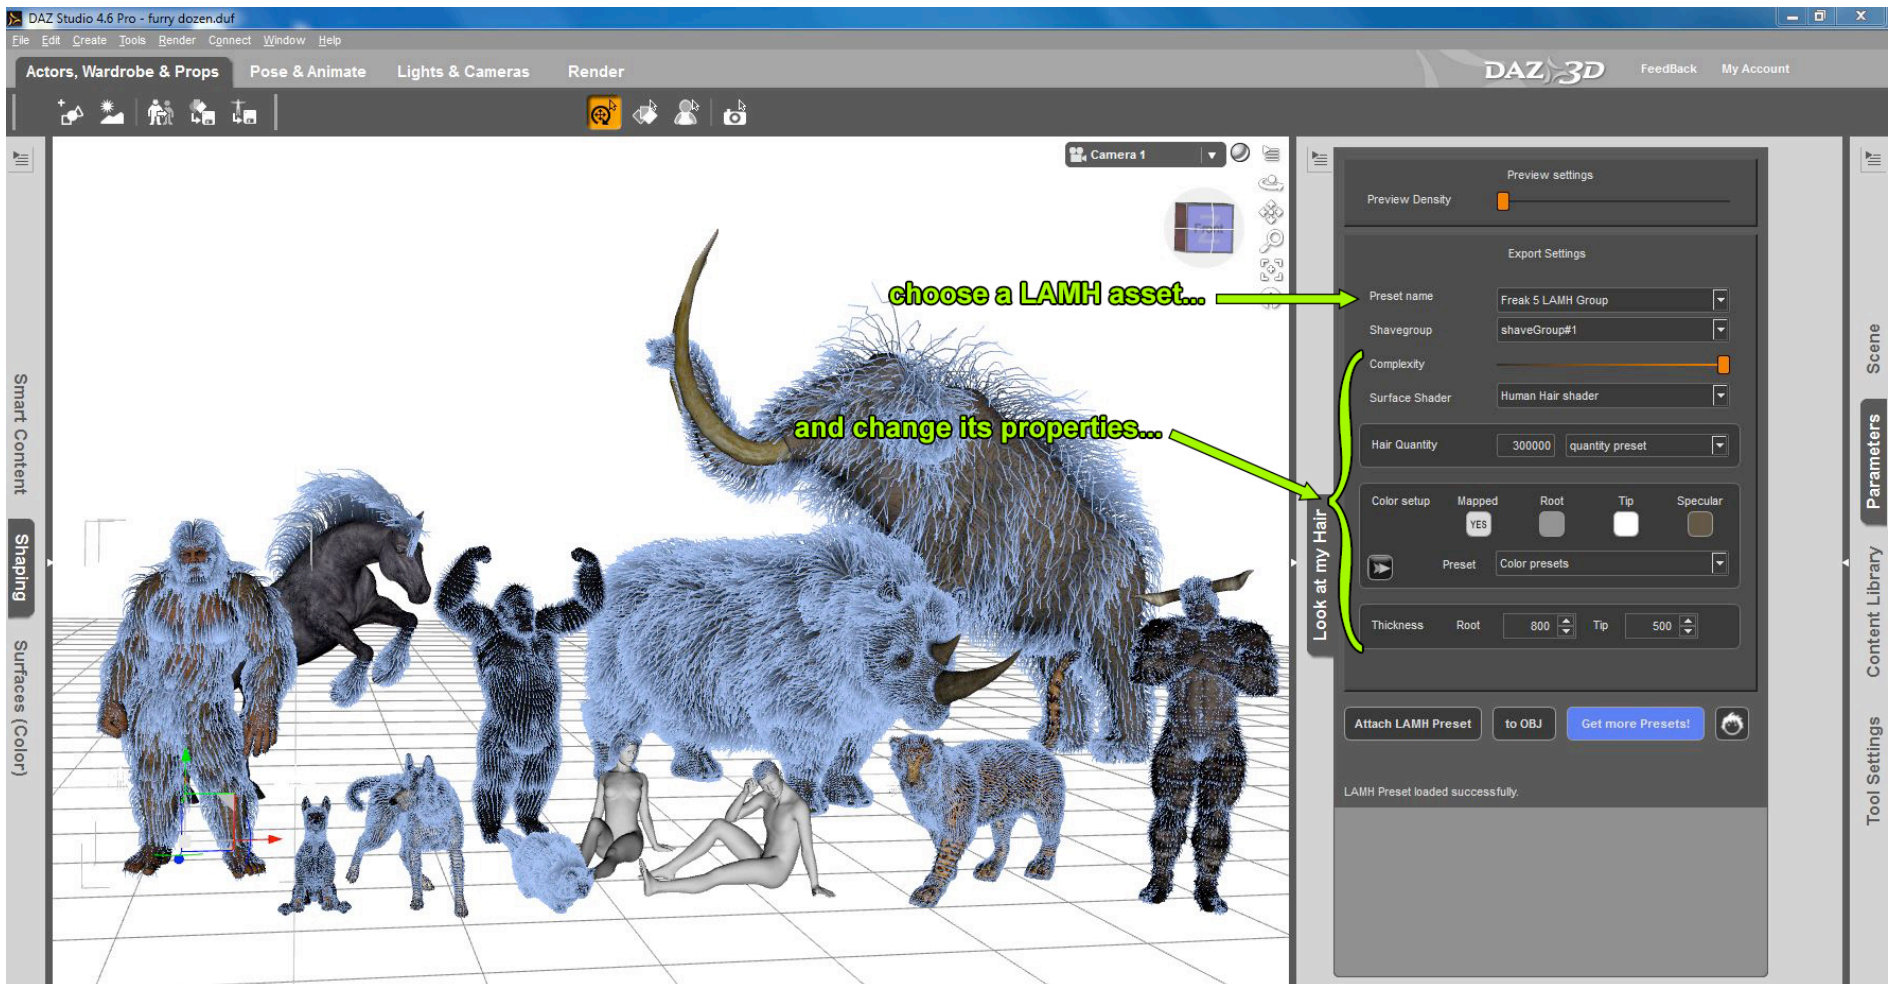 DAZ Studio 4.6 Pro - furry dozen.duf
File Edit Create Tools Render Connect Window Help
Actors, Wardrobe & Props Pose & Animate Lights & Cameras Render
DAZ 3D FeedBack My Account
Camera 1
Front
Preview settings
Preview Density
Export Settings
choose a LAMH asset...
Preset name Freak 5 LAMH Group
Shavegroup shaveGroup#1
Complexity
Surface Shader Human Hair shader
and change its properties...
Hair Quantity 300000 quantity preset
Color setup Mapped Root Tip Specular
YES
Preset Color presets
Thickness Root 800 Tip 500
Attach LAMH Preset to OBJ Get more Presets!
LAMH Preset loaded successfully.
Smart Content
Shaping
Surfaces (Color)
Look at my Hair
Scene
Parameters
Content Library
Tool Settings